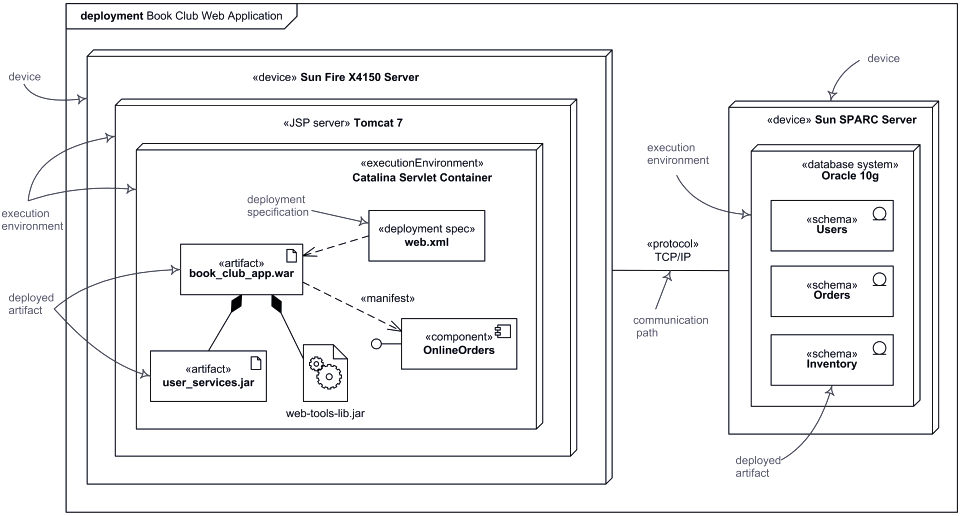 deployment Book Club Web Application
device
«device» Sun Fire X4150 Server
«JSP server» Tomcat 7
«executionEnvironment»
Catalina Servlet Container
execution
environment
deployment
specification
«deployment spec»
web.xml
«artifact»
book_club_app.war
deployed
artifact
«manifest»
«component»
OnlineOrders
«artifact»
user_services.jar
web-tools-lib.jar
«protocol»
TCP/IP
communication
path
device
«device» Sun SPARC Server
execution
environment
«database system»
Oracle 10g
«schema»
Users
«schema»
Orders
«schema»
Inventory
deployed
artifact